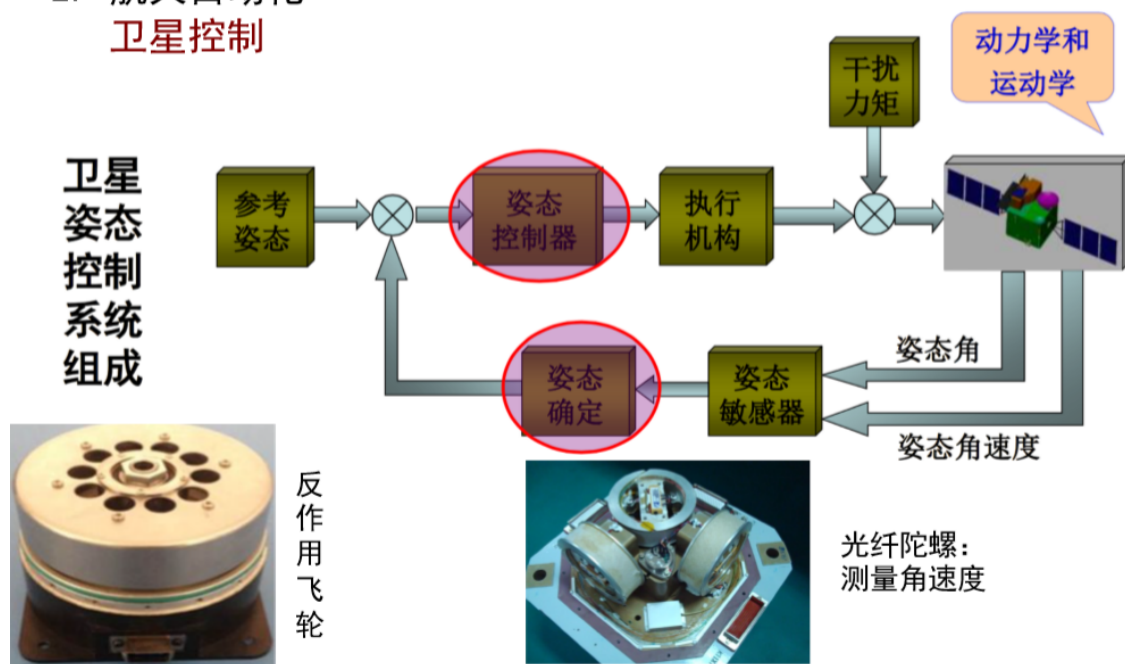 卫星控制
动力学和
运动学
干扰
力矩
卫星
姿态
控制
系统
组成
参考
姿态
姿态
控制器
执行
机构
姿态
确定
姿态
敏感器
姿态角
姿态角速度
反
作
用
飞
轮
光纤陀螺：
测量角速度